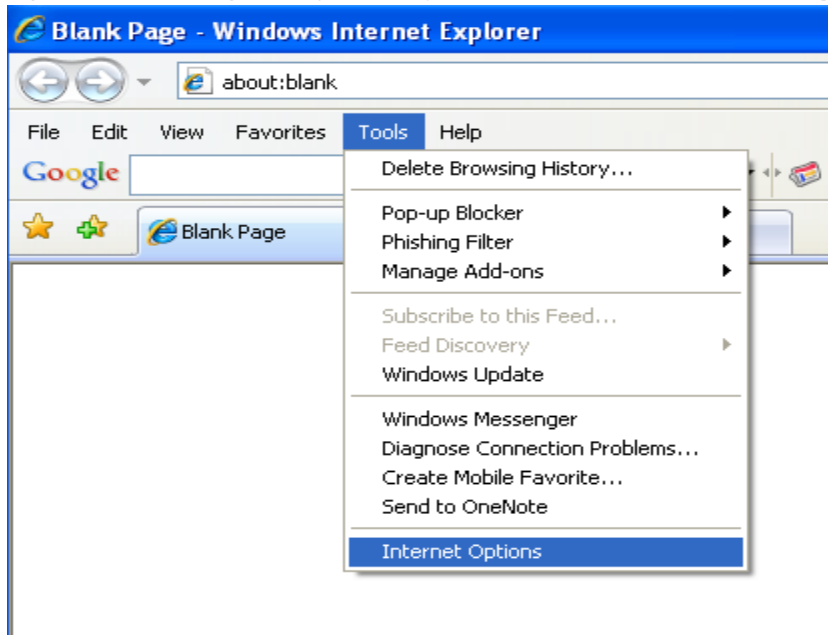 Blank Page - Windows Internet Explorer
about:blank
File Edit View Favorites Tools Help
Google
Blank Page
Delete Browsing History...
Pop-up Blocker
Phishing Filter
Manage Add-ons
Subscribe to this Feed...
Feed Discovery
Windows Update
Windows Messenger
Diagnose Connection Problems...
Create Mobile Favorite...
Send to OneNote
Internet Options